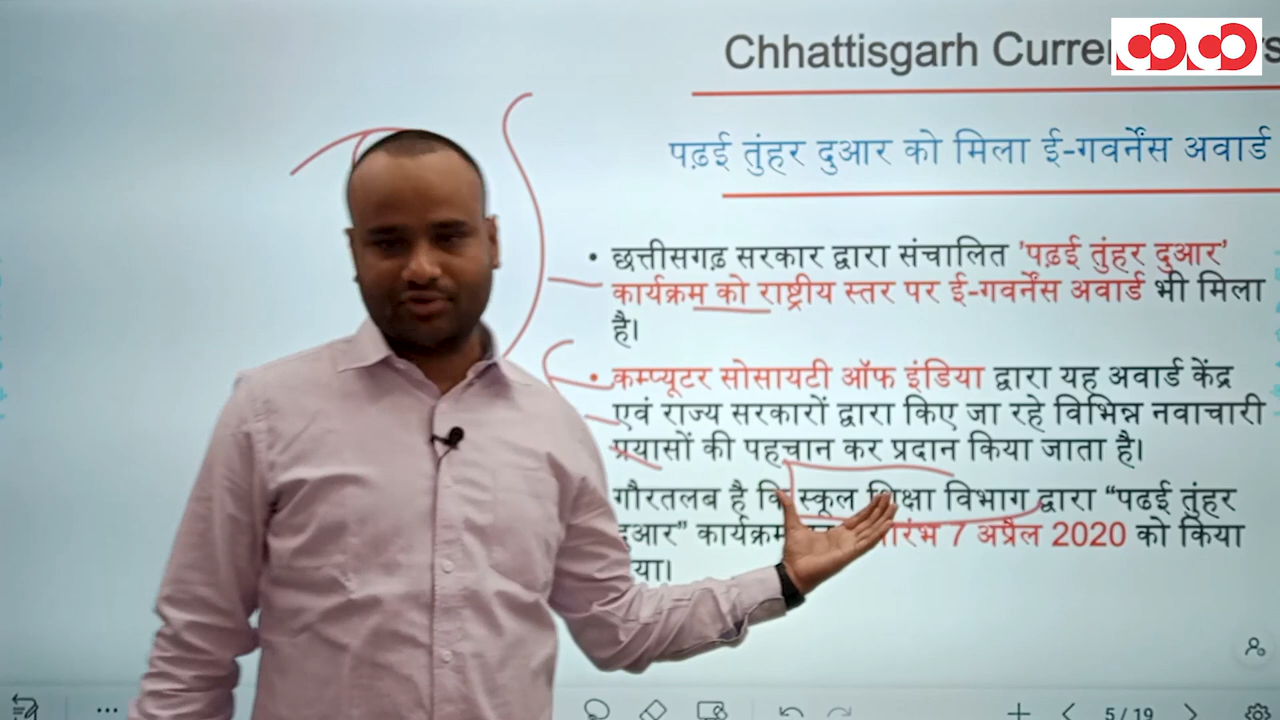 Chhattisgarh
पढ़ई तुंहर दुआर को मिला ई-गवर्नेंस अवार्ड
• छत्तीसगढ़ सरकार द्वारा संचालित 'पढ़ई तुंहर दुआर'
कार्यक्रम को राष्ट्रीय स्तर पर ई-गवर्नेंस अवार्ड भी मिला
है।
• कम्प्यूटर सोसायटी ऑफ इंडिया द्वारा यह अवार्ड केंद्र
एवं राज्य सरकारों द्वारा किए जा रहे विभिन्न नवाचारी
प्रयासों की पहचान कर प्रदान किया जाता है।
गौरतलब है कि स्कूल शिक्षा विभाग द्वारा “पढई तुंहर
दुआर” कार्यक्रम 7 अप्रैल 2020 को किया
5/19